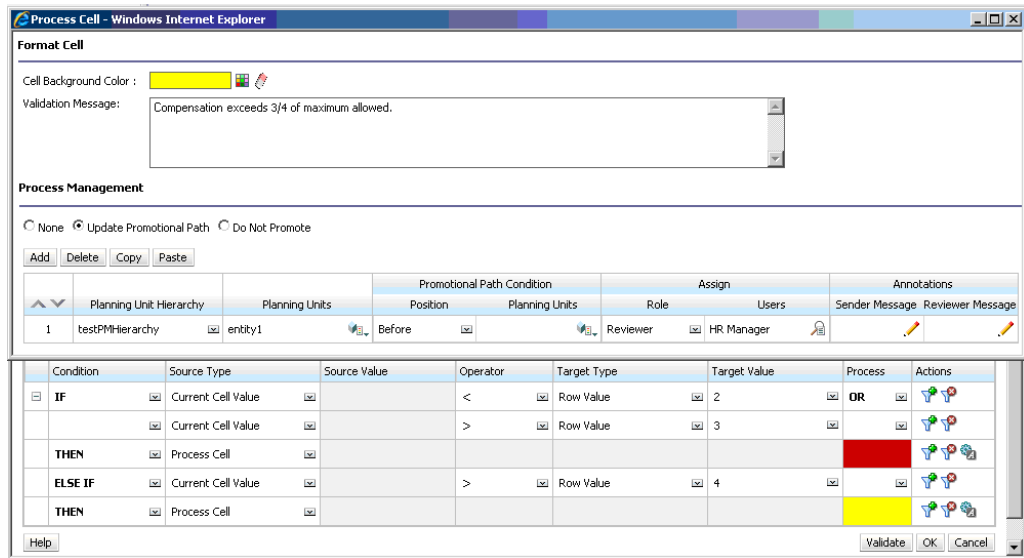 Process Cell - Windows Internet Explorer
Format Cell
Cell Background Color :
Validation Message:
Compensation exceeds 3/4 of maximum allowed.
Process Management
None Update Promotional Path Do Not Promote
Add Delete Copy Paste
Promotional Path Condition Assign Annotations
Planning Unit Hierarchy Planning Units Position Planning Units Role Users Sender Message Reviewer Message
1 testPMHierarchy entity1 Before Reviewer HR Manager
Condition Source Type Source Value Operator Target Type Target Value Process Actions
IF Current Cell Value < Row Value 2 OR
Current Cell Value > Row Value 3
THEN Process Cell
ELSE IF Current Cell Value > Row Value 4
THEN Process Cell
Help Validate OK Cancel